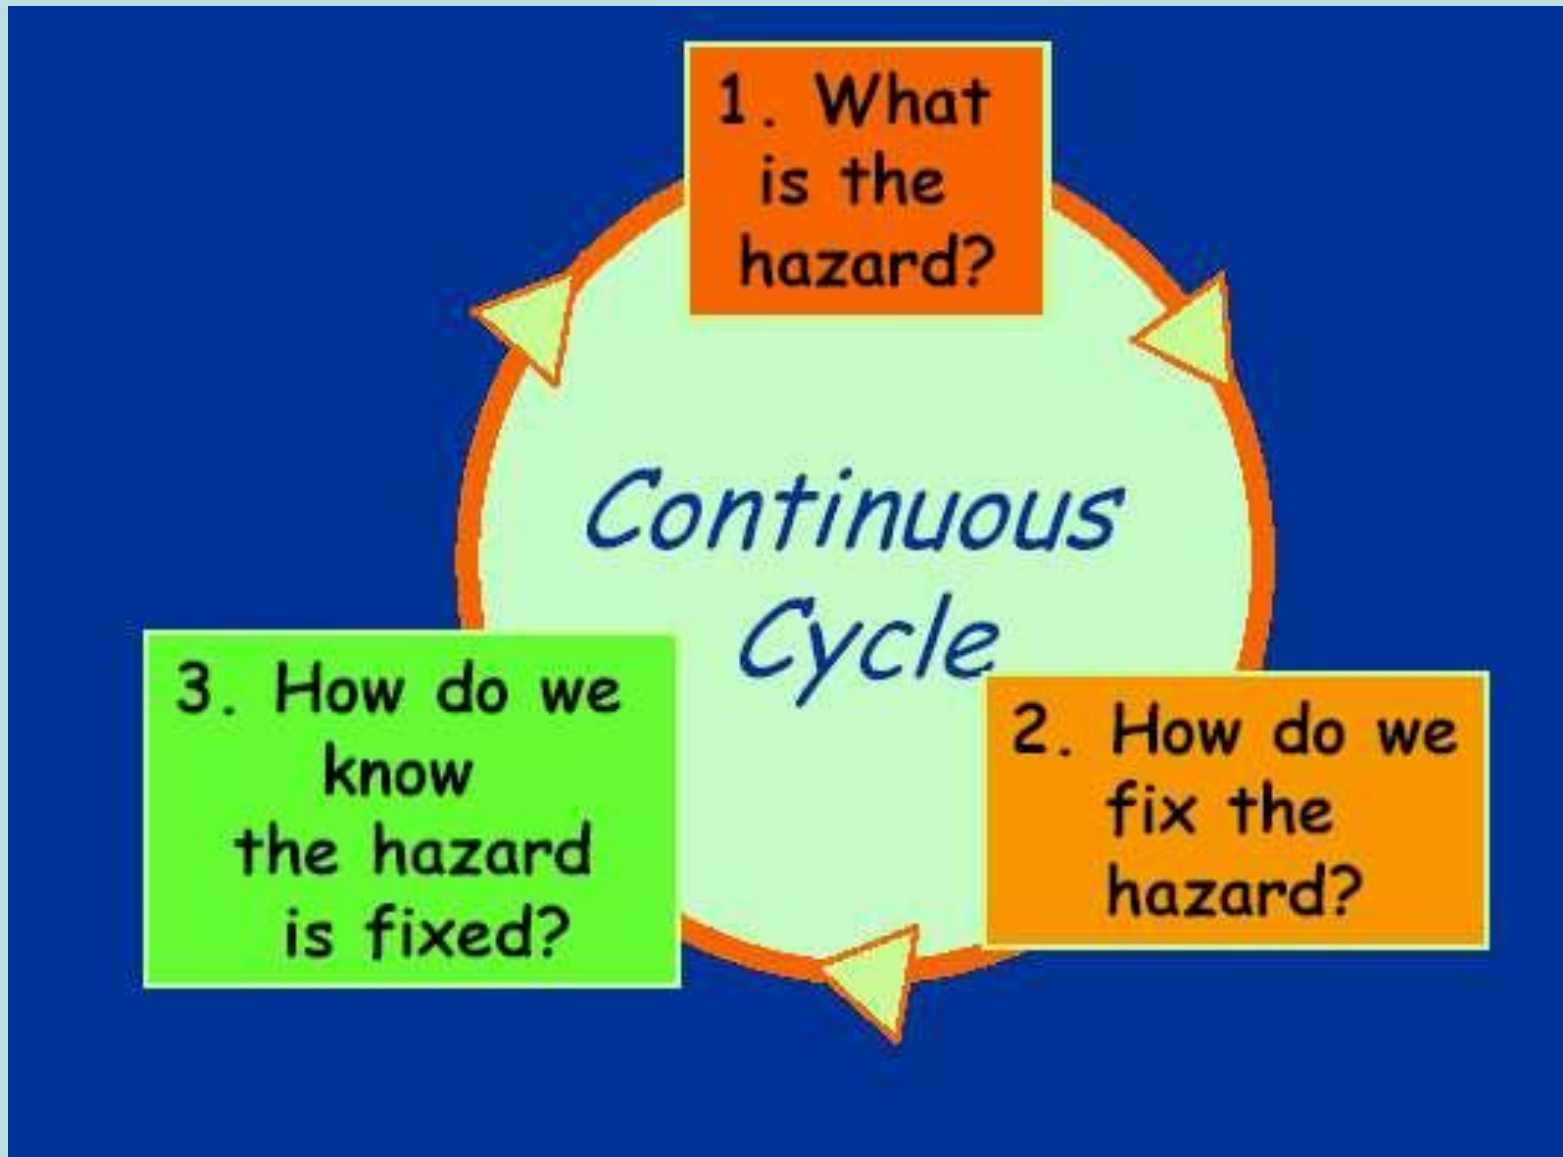 1. What
is the
hazard?
Continuous
Cycle
2. How do we
fix the
hazard?
3. How do we
know
the hazard
is fixed?